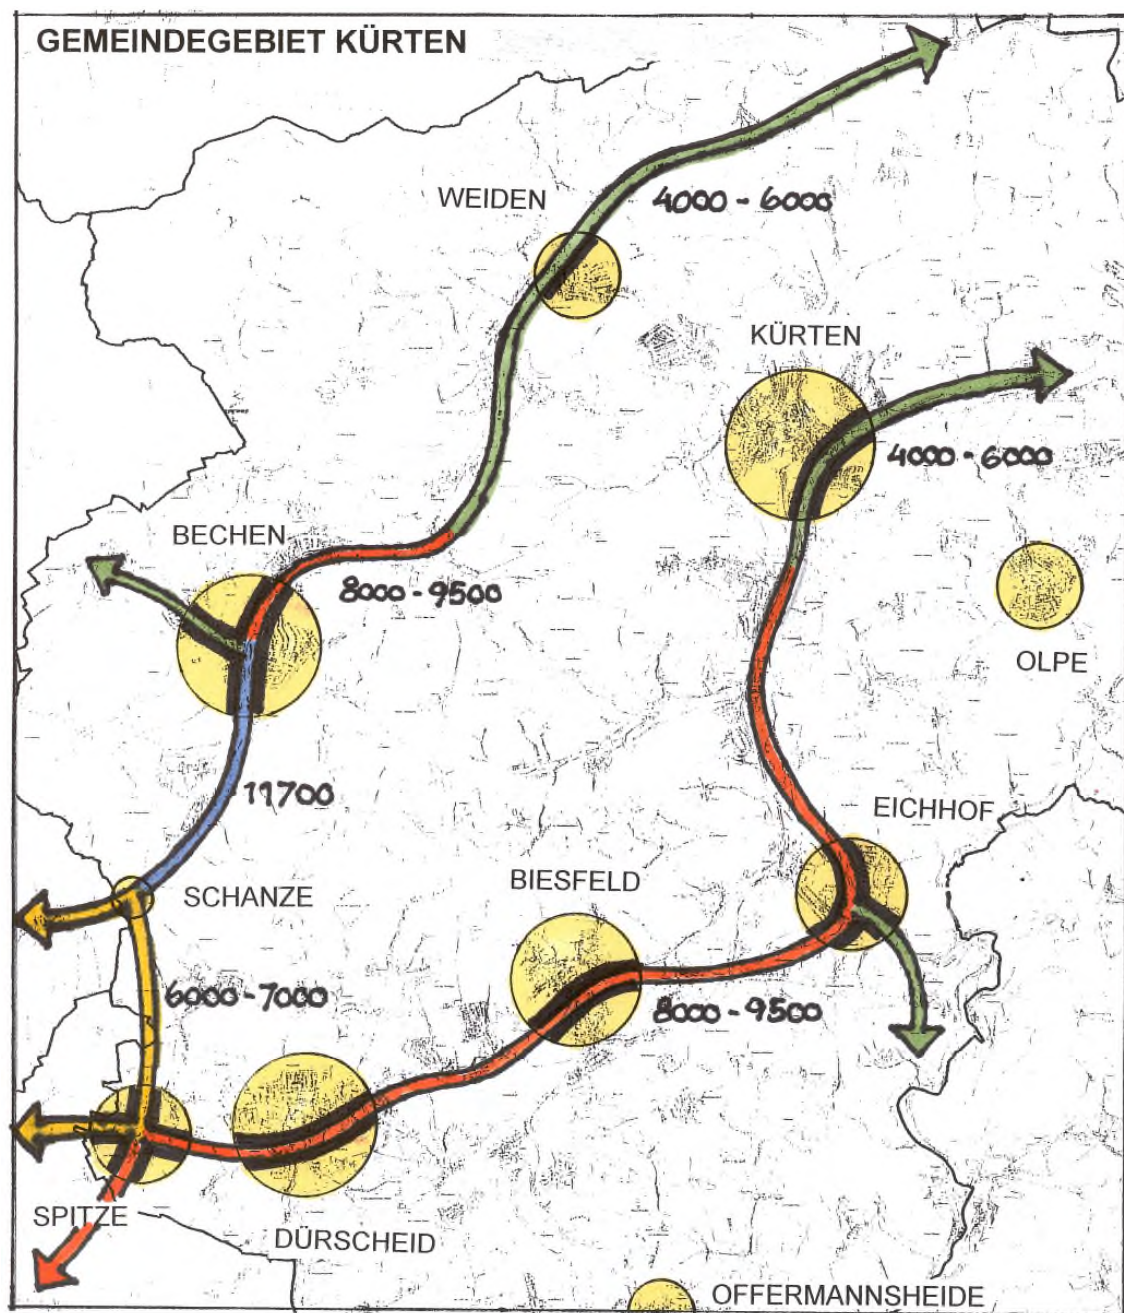 GEMEINDEGEBIET KÜRTEN
WEIDEN
4000 - 6000
KÜRTEN
4000 - 6000
BECHEN
8000 - 9500
OLPE
11700
EICHHOF
BIESFELD
SCHANZE
6000 - 7000
8000 - 9500
SPITZE
DÜRSCHEID
OFFERMANNSHEIDE